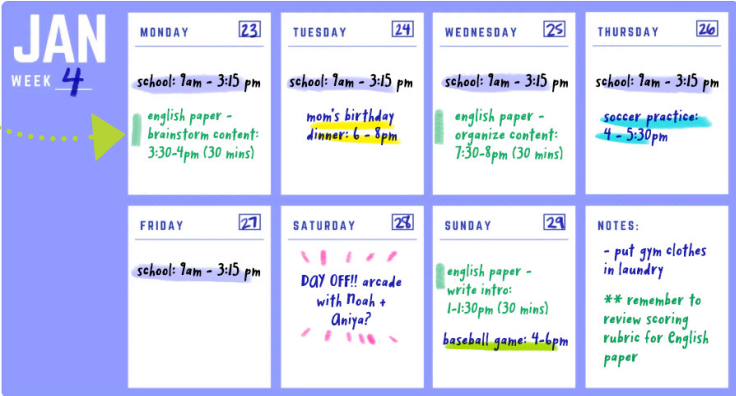 JAN
WEEK 4
MONDAY 23
school: 9am - 3:15 pm
english paper -
brainstorm content:
3:30-4pm (30 mins)
TUESDAY 24
school: 9am - 3:15 pm
mom's birthday
dinner: 6 - 8pm
WEDNESDAY 25
school: 9am - 3:15 pm
english paper -
organize content:
7:30-8pm (30 mins)
THURSDAY 26
school: 9am - 3:15 pm
soccer practice:
4 - 5:30pm
FRIDAY 27
school: 9am - 3:15 pm
SATURDAY 28
DAY OFF!! arcade
with Noah +
Aniya?
SUNDAY 29
english paper -
write intro:
1-1:30pm (30 mins)
baseball game: 4-6pm
NOTES:
- put gym clothes
in laundry
** remember to
review scoring
rubric for English
paper